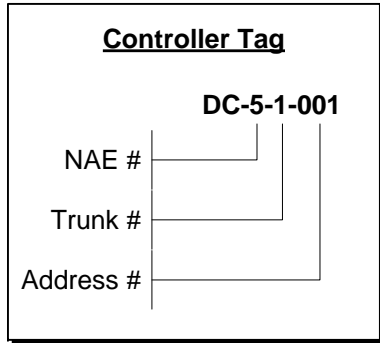 Controller Tag
DC-5-1-001
NAE #
Trunk #
Address #